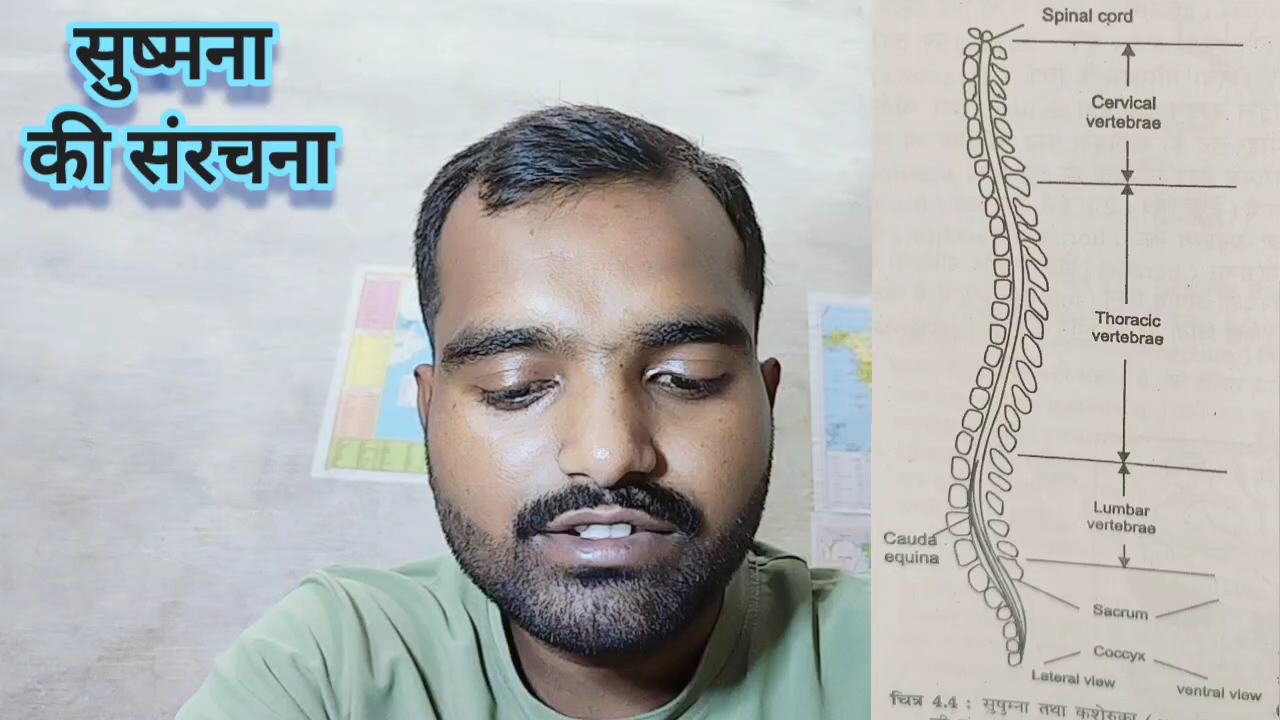 सुष्मना
की संरचना
Spinal cord
Cervical
vertebrae
Thoracic
vertebrae
Lumbar
vertebrae
Cauda
equina
Sacrum
Coccyx
Lateral view
ventral view
चित्र 4.4 : सुषुम्ना तथा कशेरुका